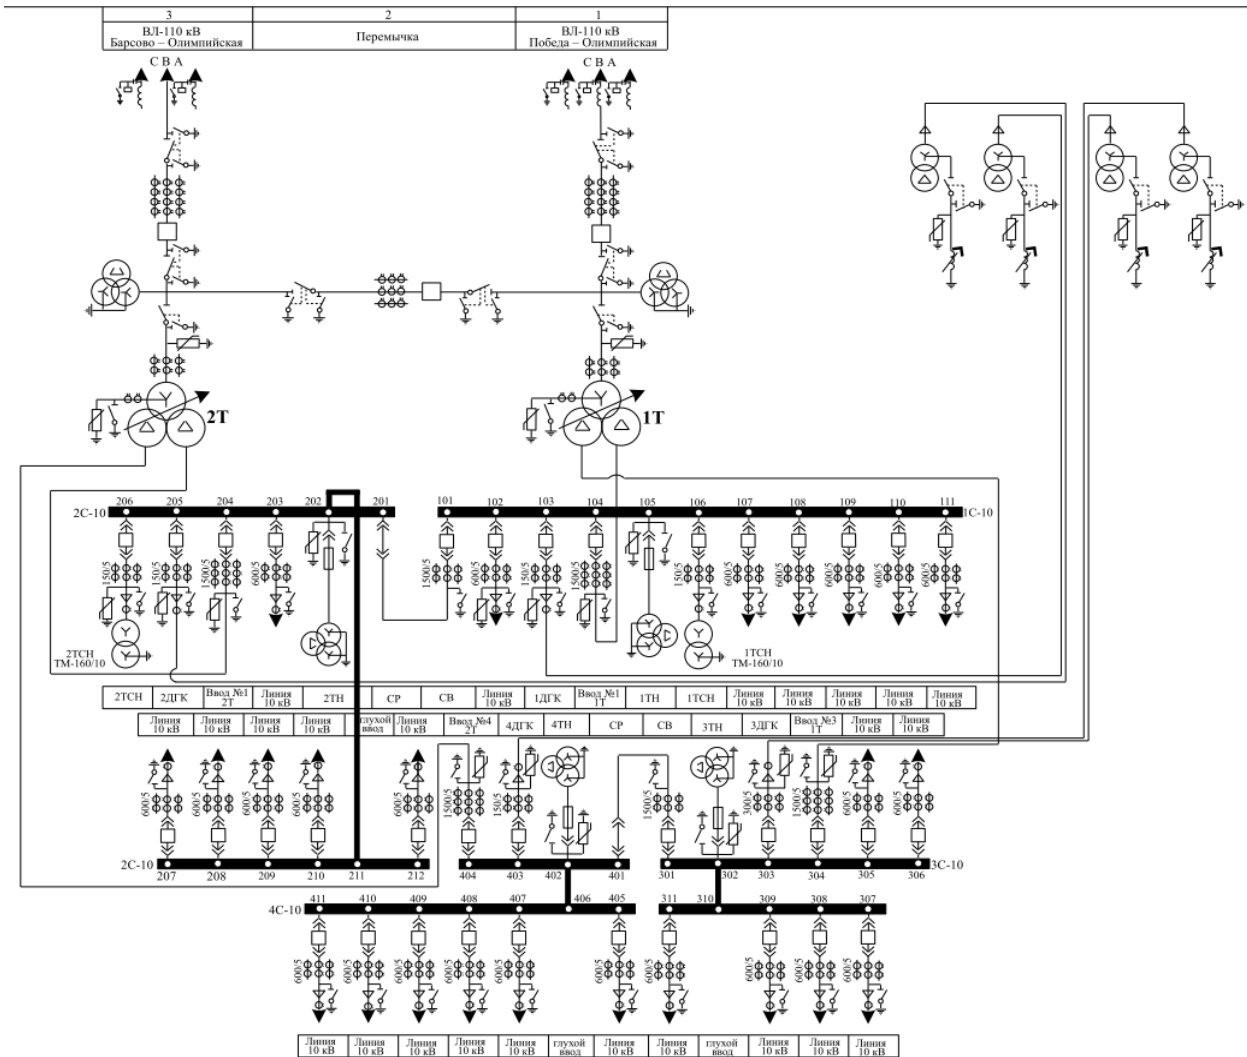 3
2
1
ВЛ-110 кВ
Барсово – Олимпийская
Перемычка
ВЛ-110 кВ
Победа – Олимпийская
С В А
С В А
2Т
1Т
206
205
204
203
202
201
101
102
103
104
105
106
107
108
109
110
111
2С-10
1С-10
150/5
150/5
1500/5
600/5
1500/5
600/5
150/5
1500/5
150/5
600/5
600/5
600/5
600/5
600/5
2ТСН
ТМ-160/10
1ТСН
ТМ-160/10
2ТСН
2ДГК
Ввод №1
2Т
Линия
10 кВ
2ТН
СР
СВ
Линия
10 кВ
1ДГК
Ввод №1
1Т
1ТН
1ТСН
Линия
10 кВ
Линия
10 кВ
Линия
10 кВ
Линия
10 кВ
Линия
10 кВ
Линия
10 кВ
Линия
10 кВ
Линия
10 кВ
Линия
10 кВ
глухой
ввод
Линия
10 кВ
Ввод №4
2Т
4ДГК
4ТН
СР
СВ
3ТН
3ДГК
Ввод №3
1Т
Линия
10 кВ
Линия
10 кВ
600/5
600/5
600/5
600/5
600/5
1500/5
150/5
1500/5
300/5
1500/5
600/5
600/5
2С-10
3С-10
207
208
209
210
211
212
404
403
402
401
301
302
303
304
305
306
4С-10
411
410
409
408
407
406
405
311
310
309
308
307
600/5
600/5
600/5
600/5
600/5
600/5
600/5
600/5
600/5
600/5
Линия
10 кВ
Линия
10 кВ
Линия
10 кВ
Линия
10 кВ
Линия
10 кВ
глухой
ввод
Линия
10 кВ
Линия
10 кВ
глухой
ввод
Линия
10 кВ
Линия
10 кВ
Линия
10 кВ